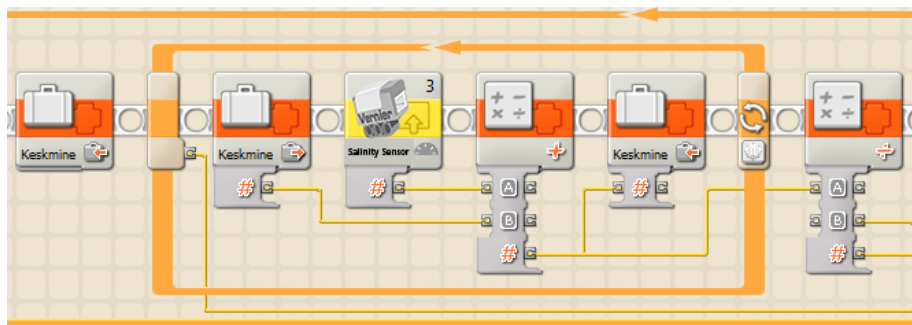 Keskmine
Keskmine
3
Vernier
Salinity Sensor
+ −
× ÷
+
Keskmine
+ −
× ÷
÷
#
#
A
B
#
#
A
B
#